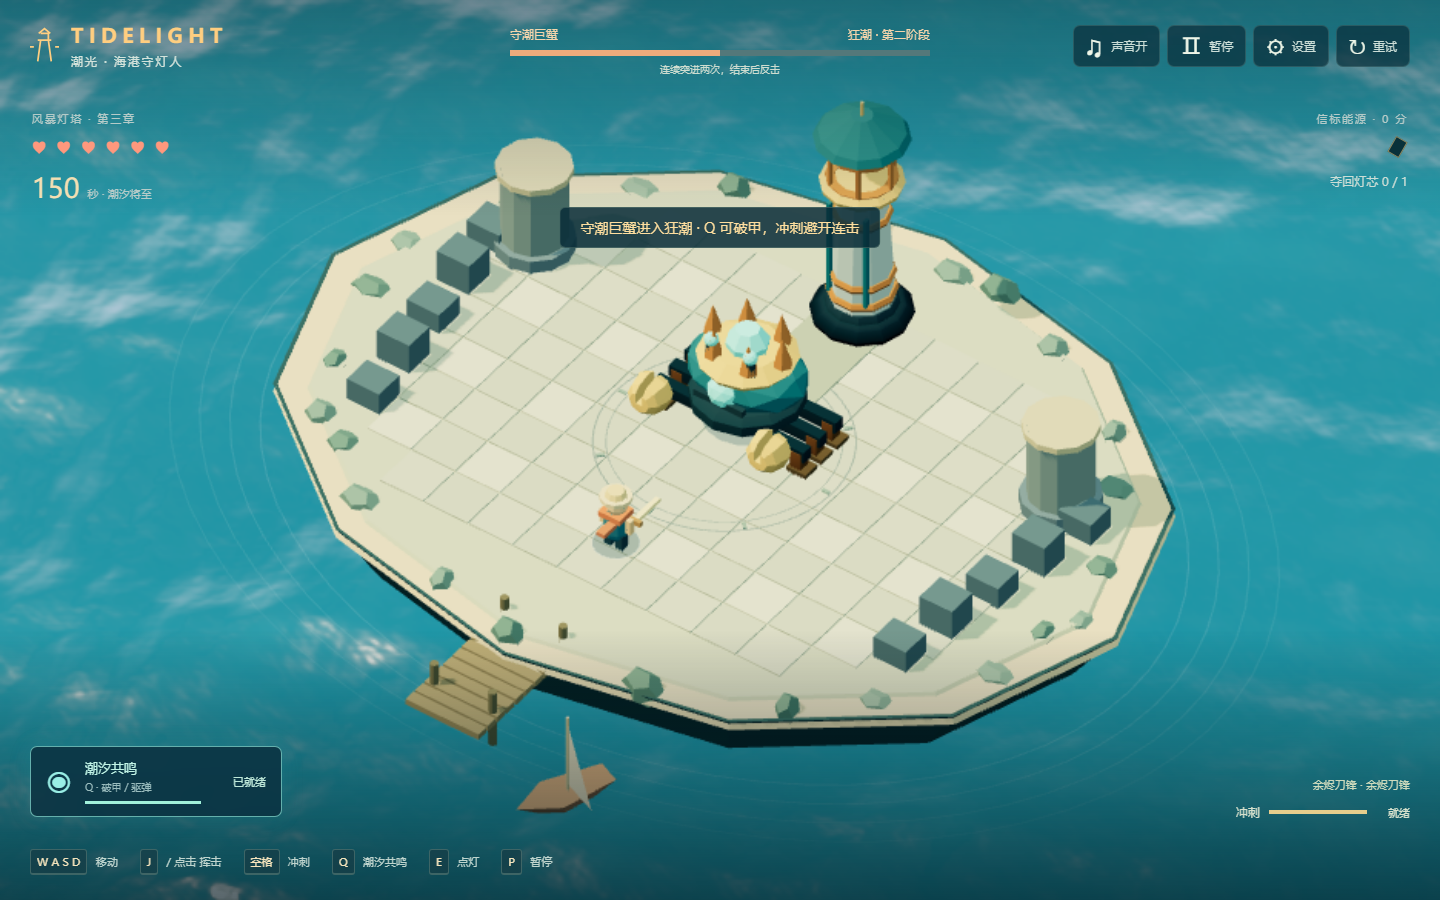 TIDELIGHT
潮光 · 海港守灯人
守潮巨蟹
狂潮 · 第二阶段
连续突进两次，结束后反击
声音开
暂停
设置
重试
风暴灯塔 · 第三章
150 秒 · 潮汐将至
信标能源 · 0 分
夺回灯芯 0 / 1
守潮巨蟹进入狂潮 · Q 可破甲，冲刺避开连击
潮汐共鸣
Q · 破甲 / 驱弹
已就绪
余烬刀锋 · 余烬刀锋
冲刺 就绪
WASD 移动 J / 点击 挥击 空格 冲刺 Q 潮汐共鸣 E 点灯 P 暂停